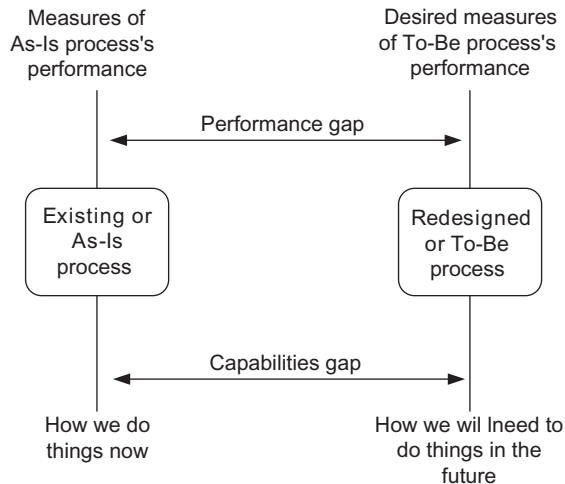 Measures of
As-Is process's
performance
Desired measures
of To-Be process's
performance
Performance gap
Existing or
As-Is
process
Redesigned
or To-Be
process
Capabilities gap
How we do
things now
How we wil lneed to
do things in the
future